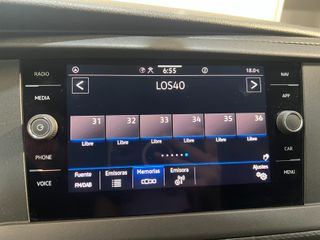 RADIO
6:55
18.0°C
NAV
MEDIA
<
LOS40
>
APP
31 32 33 34 35 36
Libre Libre Libre Libre Libre Libre
PHONE
CAR
VOICE
Fuente Emisoras Memorias Emisora Ajustes
FM/DAB
MENU